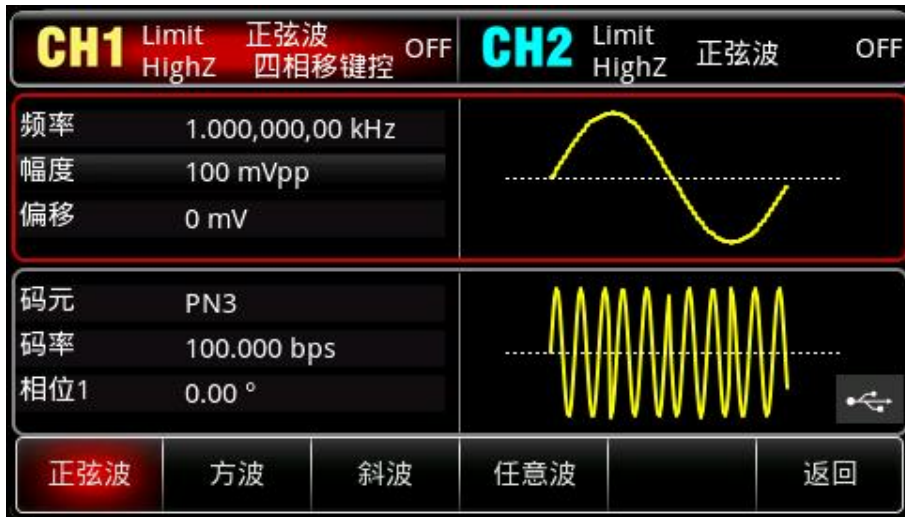 CH1 Limit 正弦波 OFF CH2 Limit 正弦波 OFF
HighZ 四相移键控 HighZ
频率 1.000,000,00 kHz
幅度 100 mVpp
偏移 0 mV
码元 PN3
码率 100.000 bps
相位1 0.00 °
正弦波 方波 斜波 任意波 返回